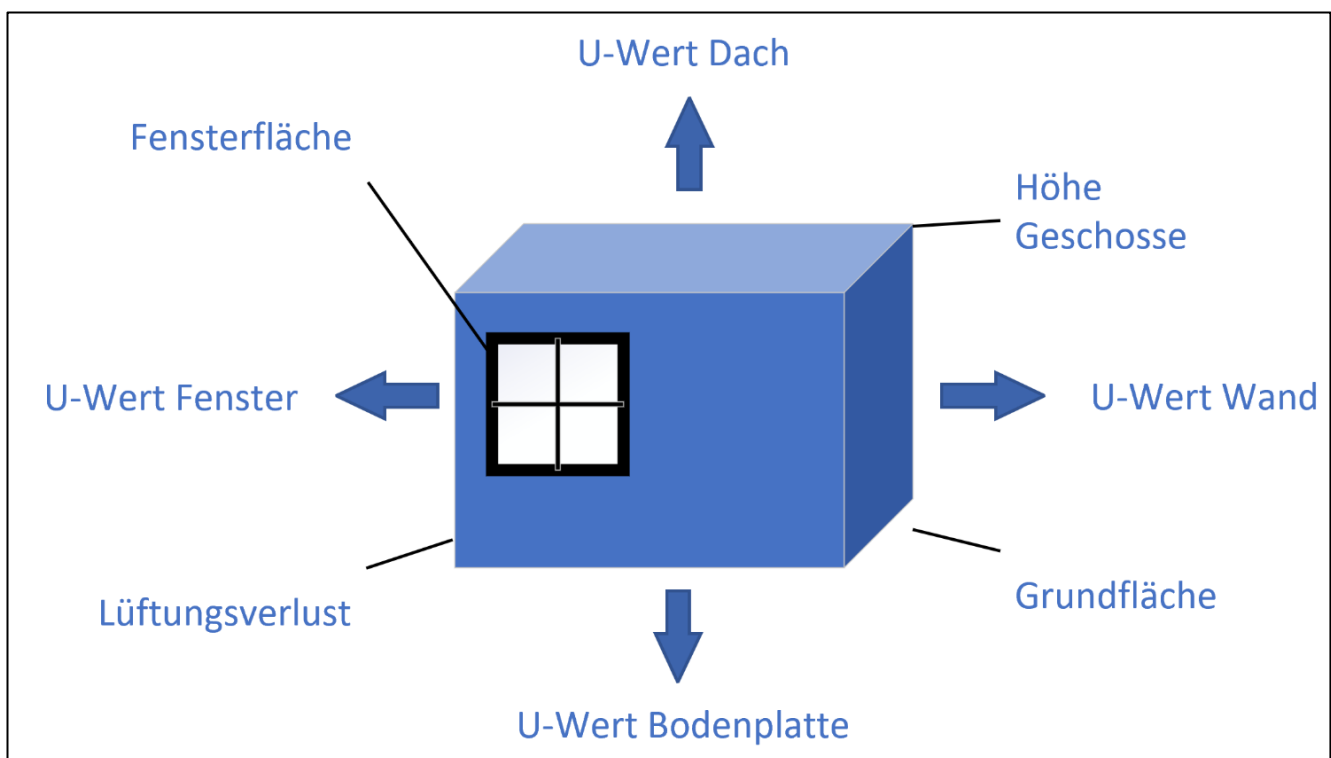 U-Wert Dach
Fensterfläche
Höhe
Geschosse
U-Wert Fenster
U-Wert Wand
Lüftungsverlust
Grundfläche
U-Wert Bodenplatte